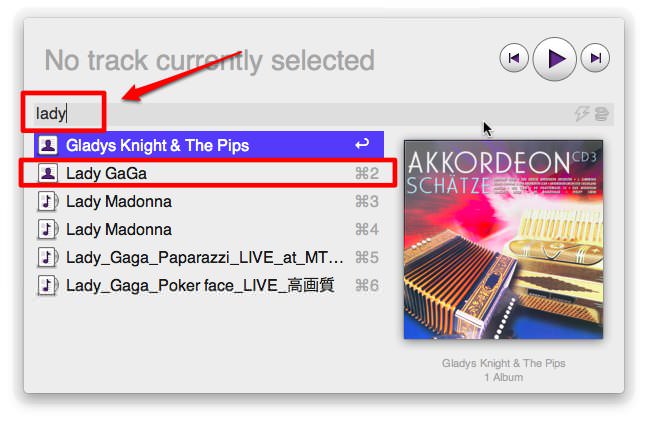 No track currently selected
lady
Gladys Knight & The Pips
Lady GaGa ⌘2
Lady Madonna ⌘3
Lady Madonna ⌘4
Lady_Gaga_Paparazzi_LIVE_at_MT... ⌘5
Lady_Gaga_Poker face_LIVE_高画質 ⌘6
AKKORDEON CD3
SCHÄTZE
Gladys Knight & The Pips
1 Album